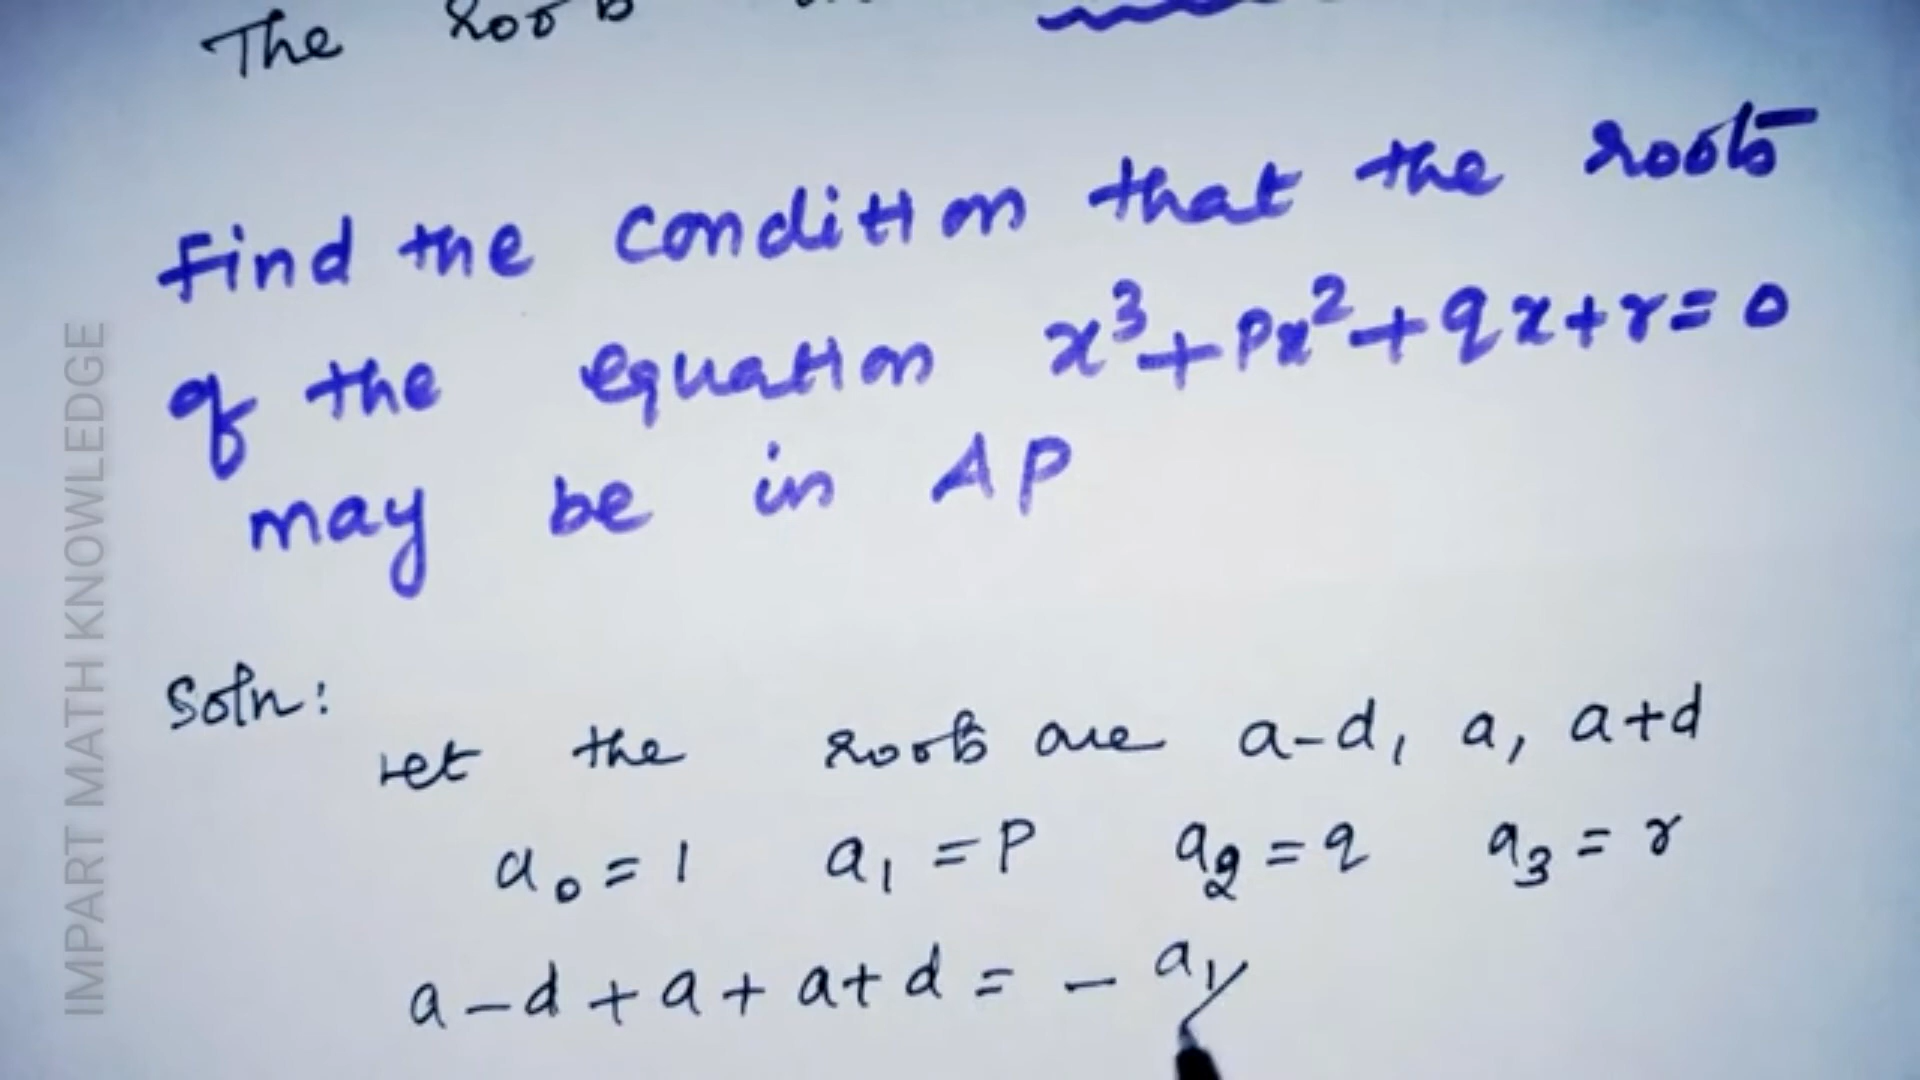 The roots
Find the condition that the roots
of the equation x³+px²+qx+r=0
may be in AP
Soln:
Let the roots are a-d, a, a+d
a₀=1 a₁=P a₂=q a₃=r
a-d+a+a+d = - a₁/
IMPART MATH KNOWLEDGE